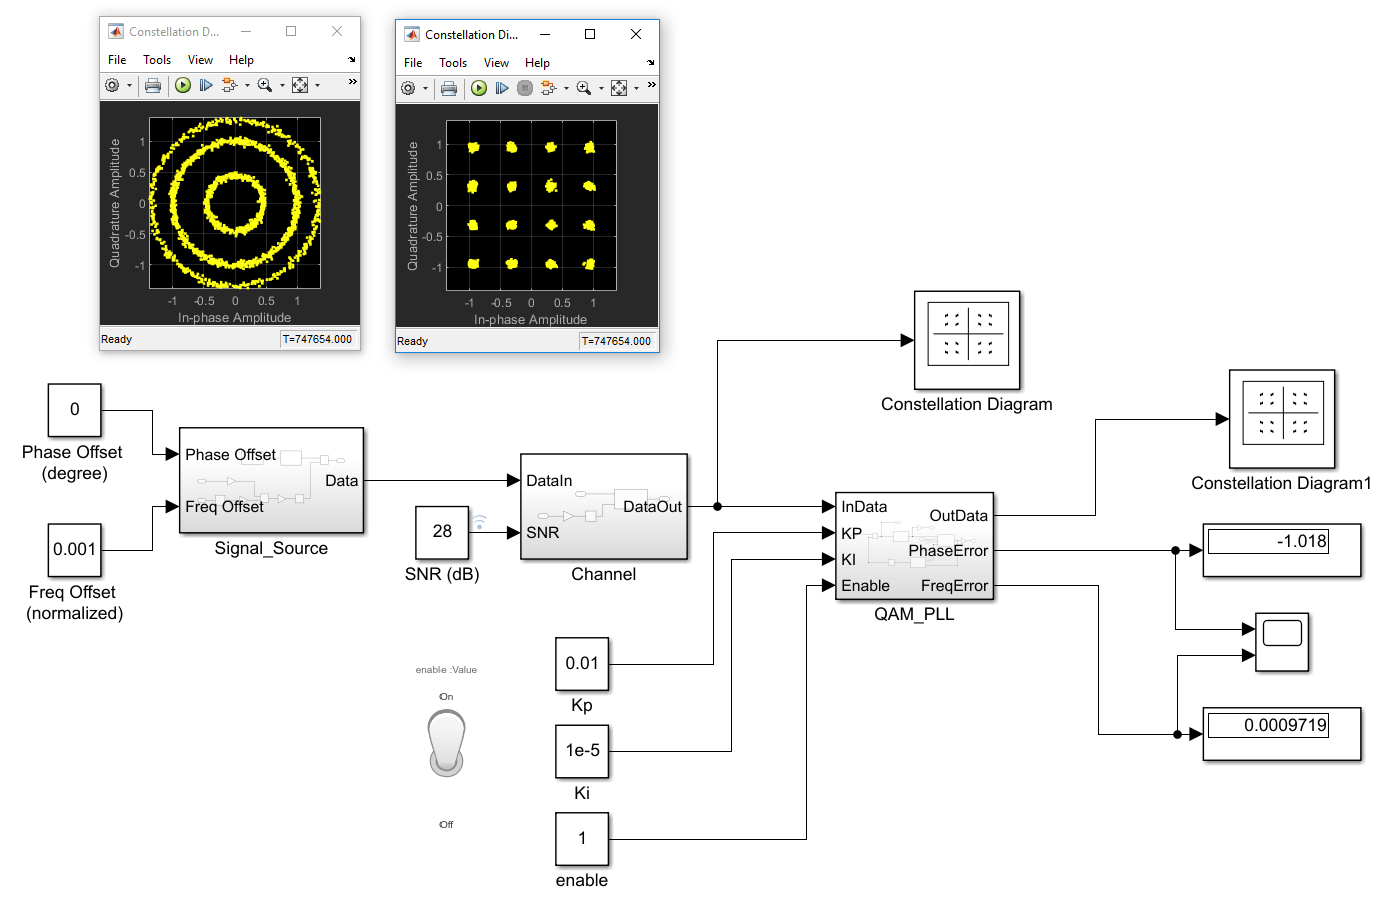 Constellation D...
File Tools View Help
»
1
0.5
0
-0.5
-1
Quadrature Amplitude
-1 -0.5 0 0.5 1
In-phase Amplitude
Ready
T=747654.000
Constellation Di...
File Tools View Help
»
1
0.5
0
-0.5
-1
Quadrature Amplitude
-1 -0.5 0 0.5 1
In-phase Amplitude
Ready
T=747654.000
0
Phase Offset
(degree)
0.001
Freq Offset
(normalized)
Phase Offset
Freq Offset
Data
Signal_Source
28
SNR (dB)
DataIn
SNR
DataOut
Channel
Constellation Diagram
Constellation Diagram1
InData
KP
KI
Enable
OutData
PhaseError
FreqError
QAM_PLL
-1.018
0.0009719
enable :Value
On
Off
0.01
Kp
1e-5
Ki
1
enable